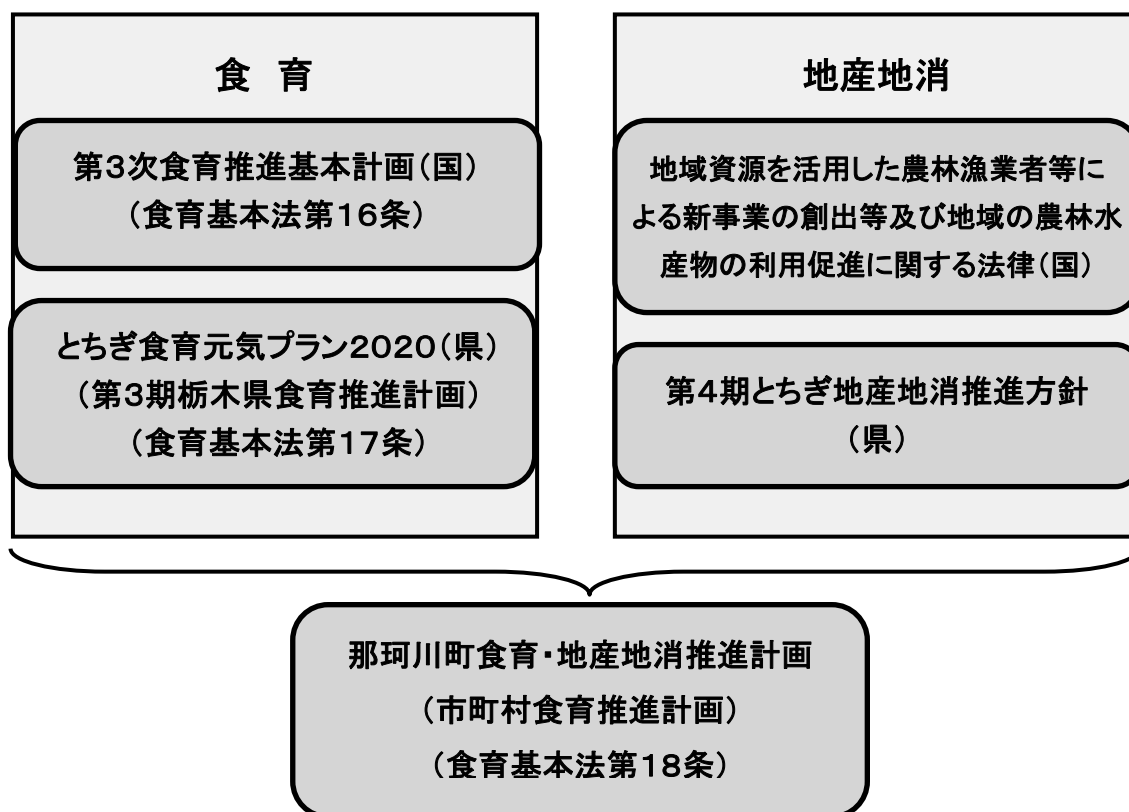 食 育
第3次食育推進基本計画(国)
(食育基本法第16条)
とちぎ食育元気プラン2020(県)
(第3期栃木県食育推進計画)
(食育基本法第17条)
地産地消
地域資源を活用した農林漁業者等に
よる新事業の創出等及び地域の農林水
産物の利用促進に関する法律(国)
第4期とちぎ地産地消推進方針
(県)
那珂川町食育・地産地消推進計画
(市町村食育推進計画)
(食育基本法第18条)